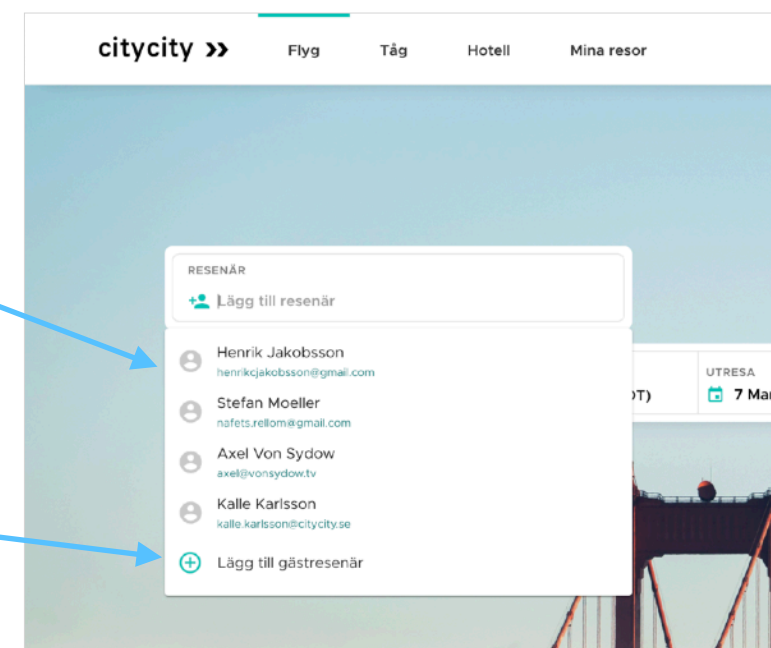 citycity »
Flyg Tåg Hotell Mina resor
RESENÄR
Lägg till resenär
Henrik Jakobsson
henrikcjakobsson@gmail.com
Stefan Moeller
nafets.rellom@gmail.com
Axel Von Sydow
axel@vonsydow.tv
Kalle Karlsson
kalle.karlsson@citycity.se
Lägg till gästresenär
UTRESA
7 Mar